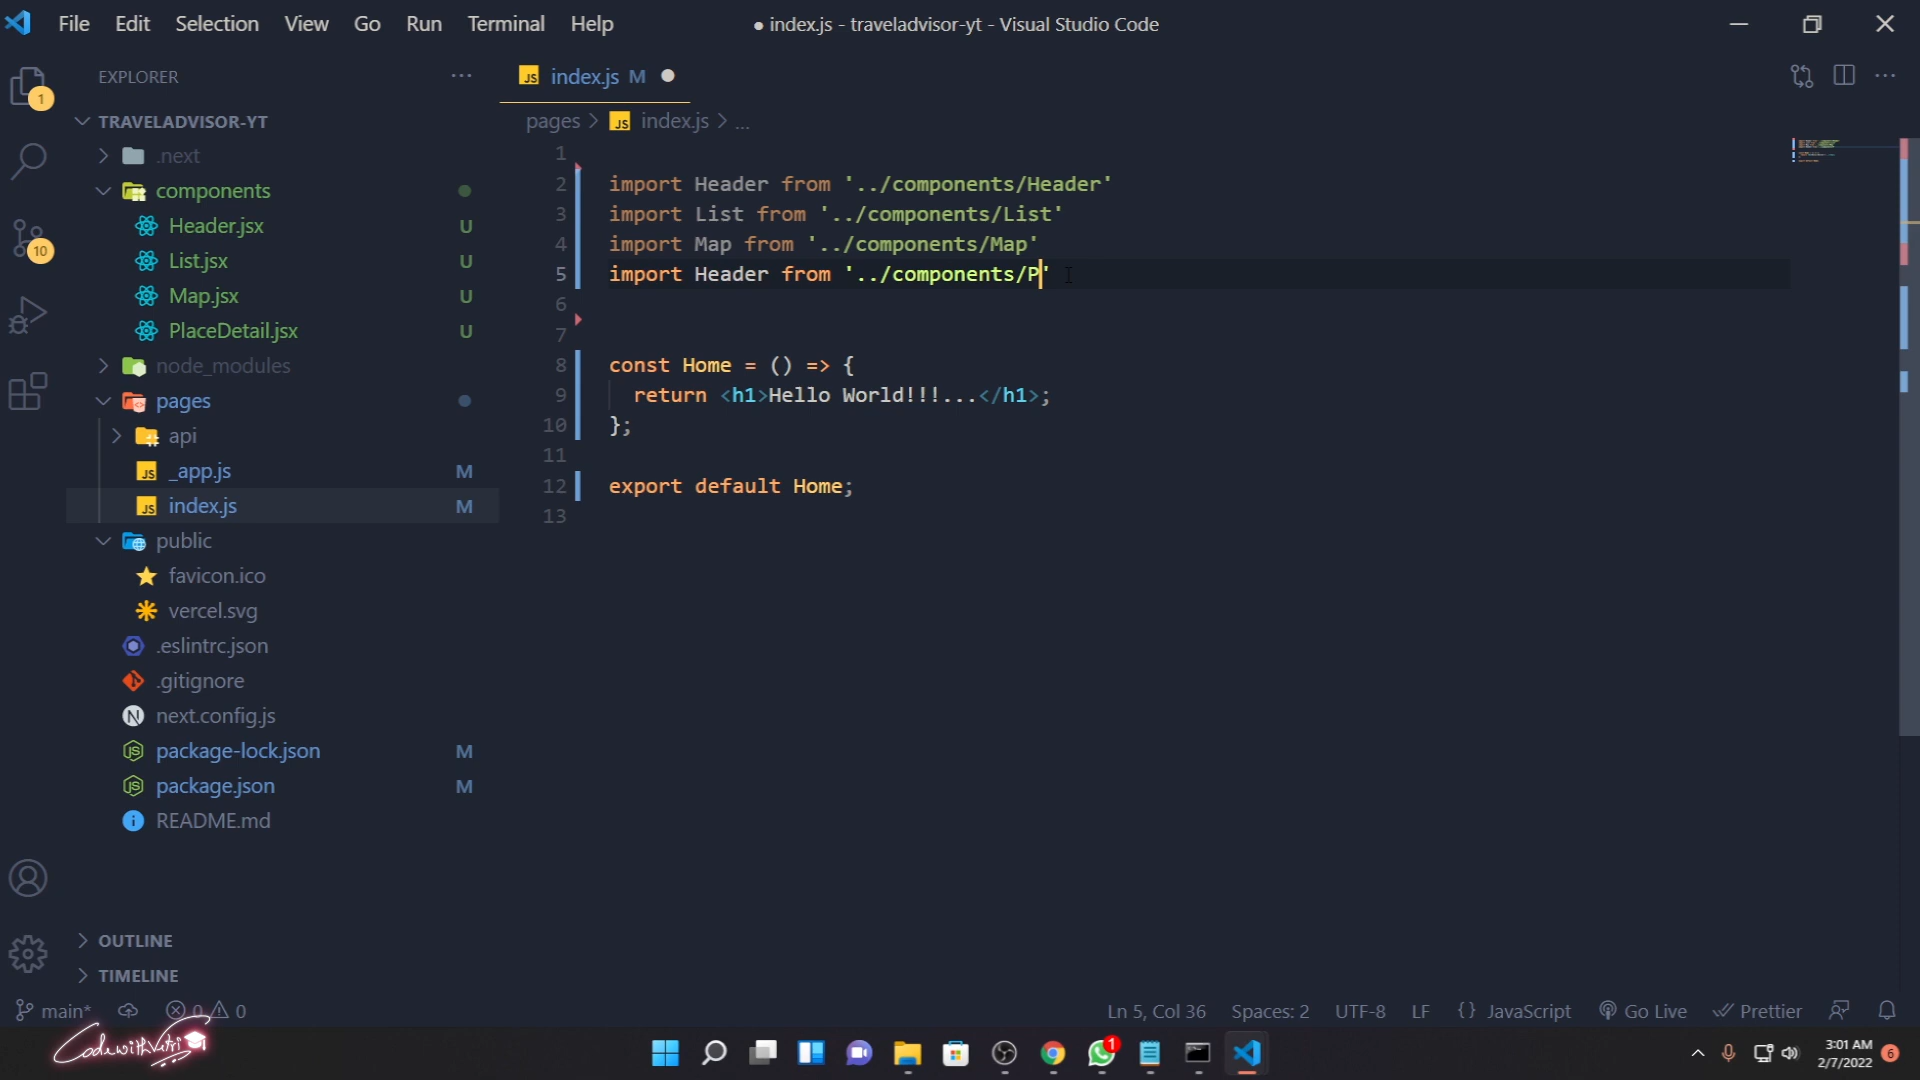 File Edit Selection View Go Run Terminal Help
● index.js - traveladvisor-yt - Visual Studio Code
EXPLORER ...
TRAVELADVISOR-YT
.next
components
Header.jsx U
List.jsx U
Map.jsx U
PlaceDetail.jsx U
node_modules
pages
api
_app.js M
index.js M
public
favicon.ico
vercel.svg
.eslintrc.json
.gitignore
next.config.js
package-lock.json M
package.json M
README.md
OUTLINE
TIMELINE
1
10
JS index.js M
pages > JS index.js > ...
1
2 import Header from '../components/Header'
3 import List from '../components/List'
4 import Map from '../components/Map'
5 import Header from '../components/P'
6
7
8 const Home = () => {
9 return <h1>Hello World!!!...</h1>;
10 };
11
12 export default Home;
13
main* 0 0
Ln 5, Col 36 Spaces: 2 UTF-8 LF {} JavaScript Go Live Prettier
CodewithVetri
1
3:01 AM
2/7/2022 6